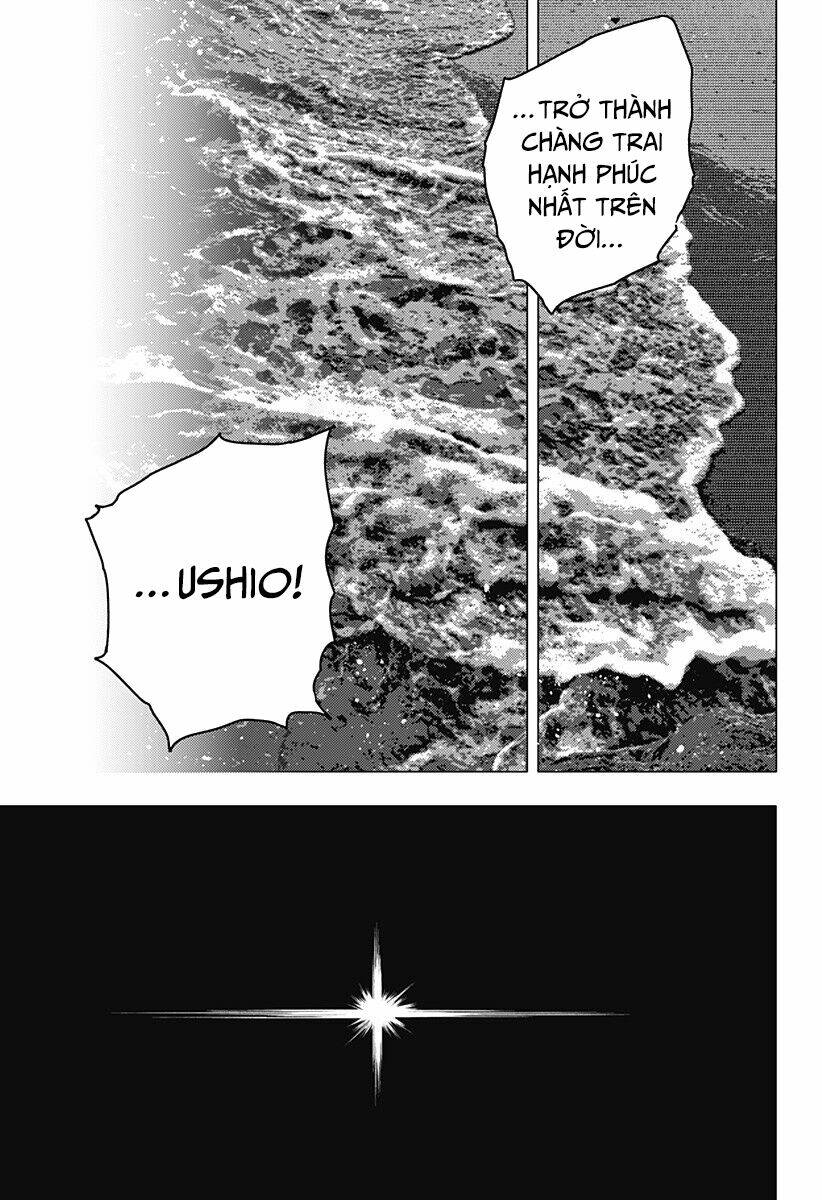 ...TRỞ THÀNH
CHÀNG TRAI
HẠNH PHÚC
NHẤT TRÊN
ĐỜI...
...USHIO!